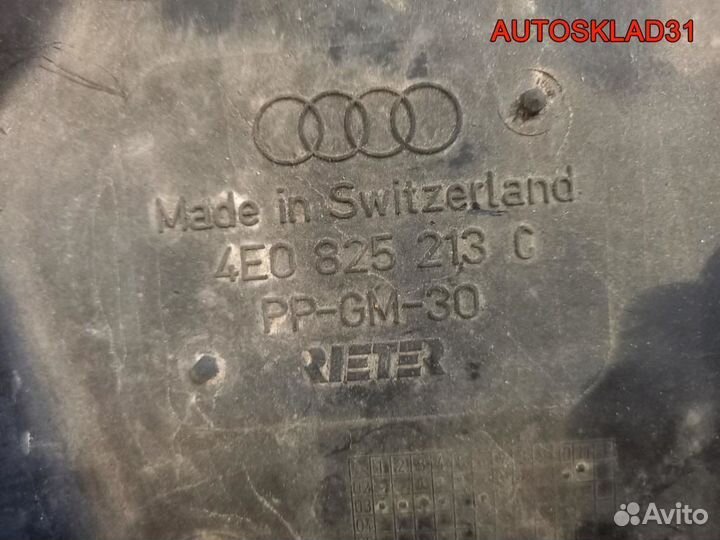 AUTOSKLAD31
Made in Switzerland
4E0 825 213 C
PP-GM-30
RIETER
Avito